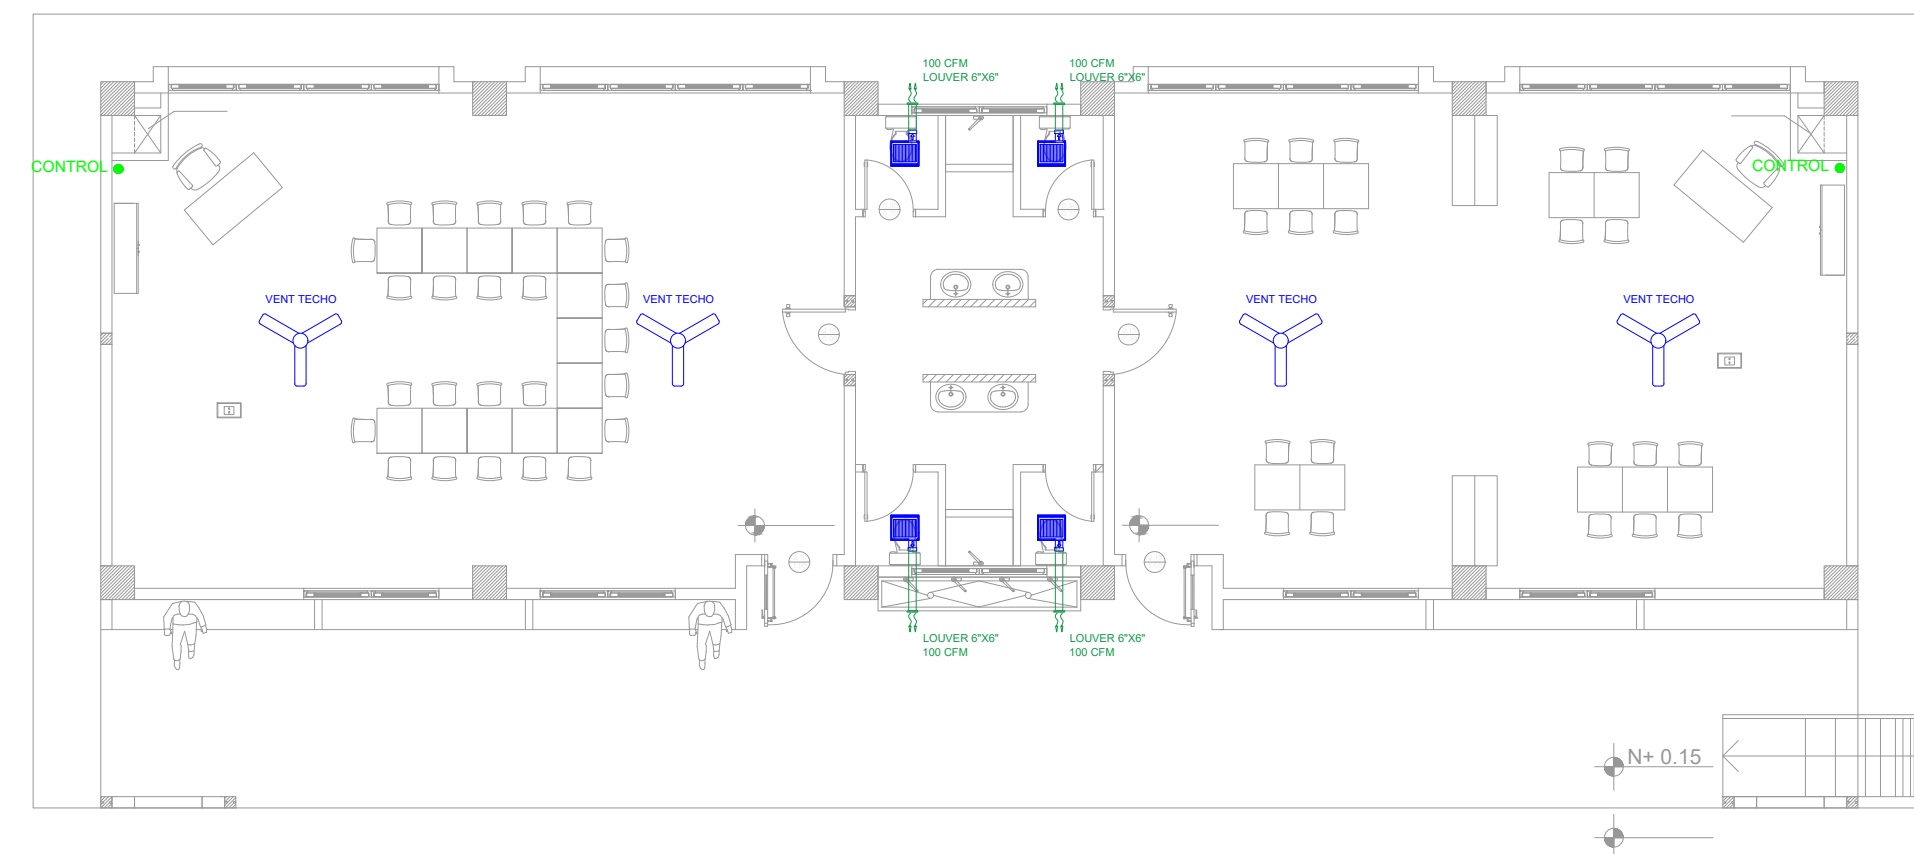 100 CFM
LOUVER 6"X6"
100 CFM
LOUVER 6"X6"
CONTROL
CONTROL
VENT TECHO
VENT TECHO
VENT TECHO
VENT TECHO
LOUVER 6"X6"
100 CFM
LOUVER 6"X6"
100 CFM
N+ 0.15